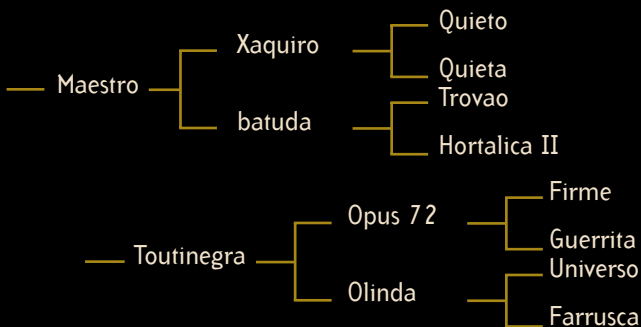 Quieto
Xaquiro
Quieta
Maestro
Trovao
batuda
Hortalica II
Firme
Opus 72
Guerrita
Toutinegra
Universo
Olinda
Farrusca